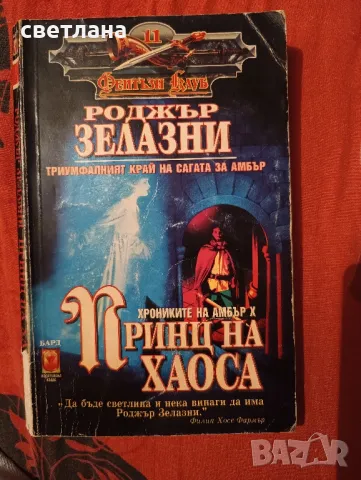 светлана
11
Фентъзи Клуб
РОДЖЪР
ЗЕЛАЗНИ
ТРИУМФАЛНИЯТ КРАЙ НА САГАТА ЗА АМБЪР
ХРОНИКИТЕ НА АМБЪР X
ПРИНЦ НА
ХАОСА
БАРД
„Да бъде светлина и нека винаги да има
Роджър Зелазни.“
Филип Хосе Фармър
BAZAR